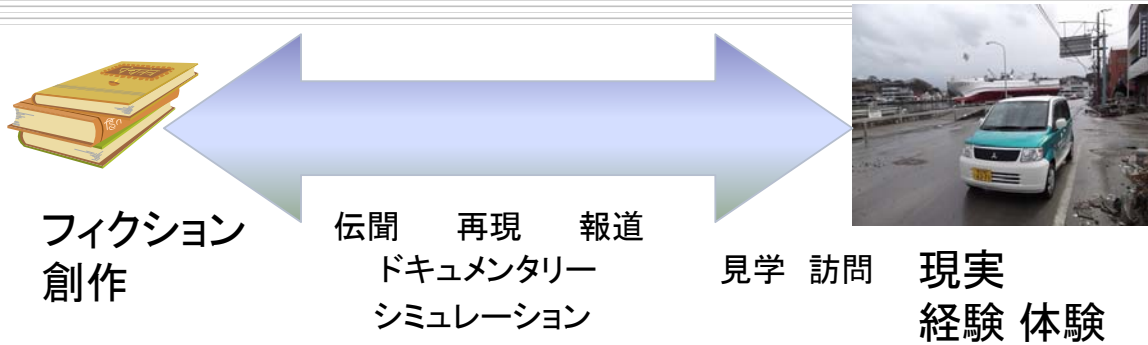 フィクション
創作
伝聞 再現 報道
ドキュメンタリー
シミュレーション
見学 訪問
現実
経験 体験